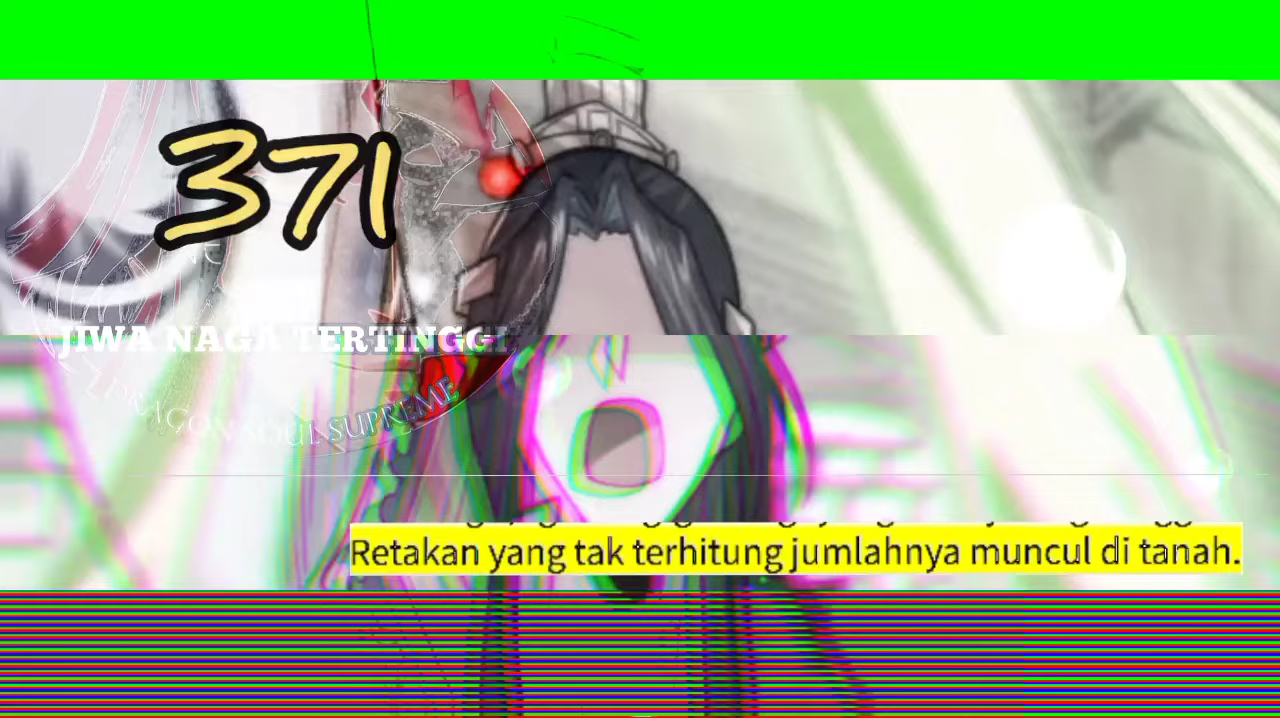 371
JIWA NAGA TERTINGGI
DRAGON SOUL SUPREME
Retakan yang tak terhitung jumlahnya muncul di tanah.